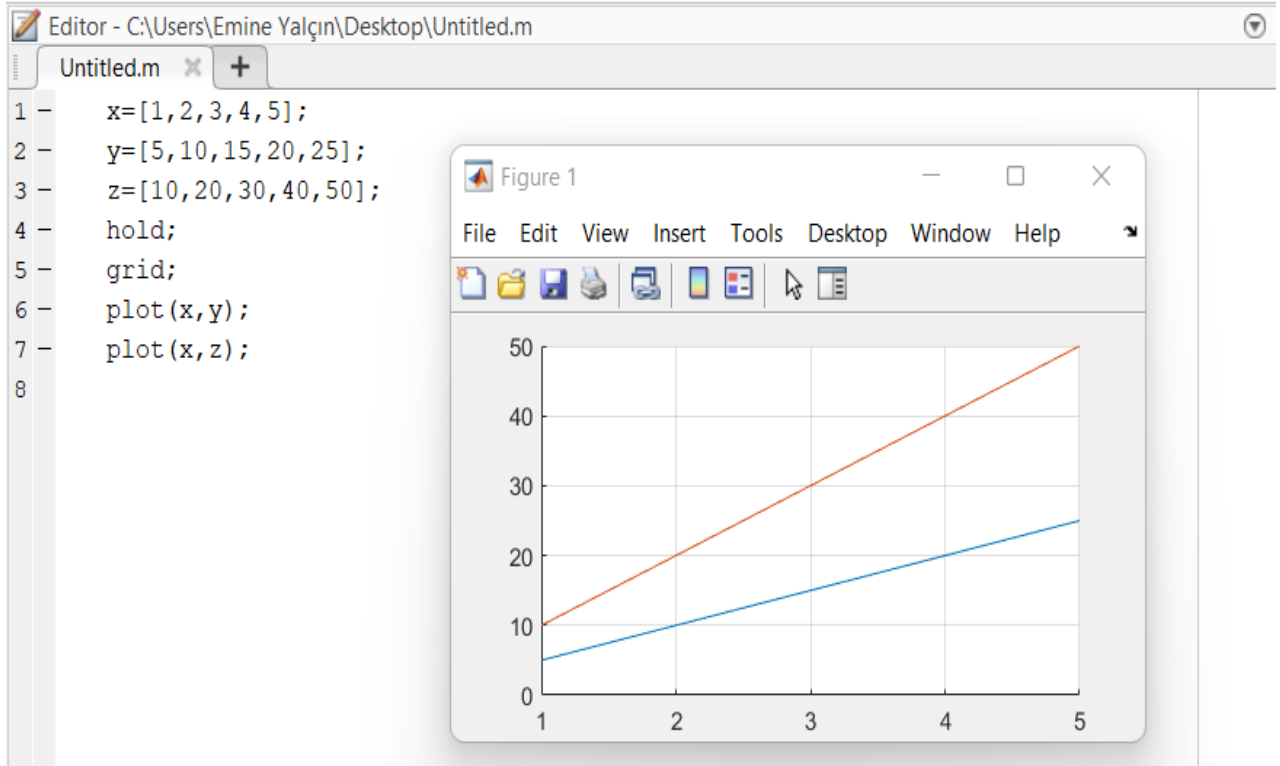 Editor - C:\Users\Emine Yalçın\Desktop\Untitled.m
Untitled.m
1 – x=[1,2,3,4,5];
2 – y=[5,10,15,20,25];
3 – z=[10,20,30,40,50];
4 – hold;
5 – grid;
6 – plot(x,y);
7 – plot(x,z);
8
Figure 1
File Edit View Insert Tools Desktop Window Help
50
40
30
20
10
0
1 2 3 4 5